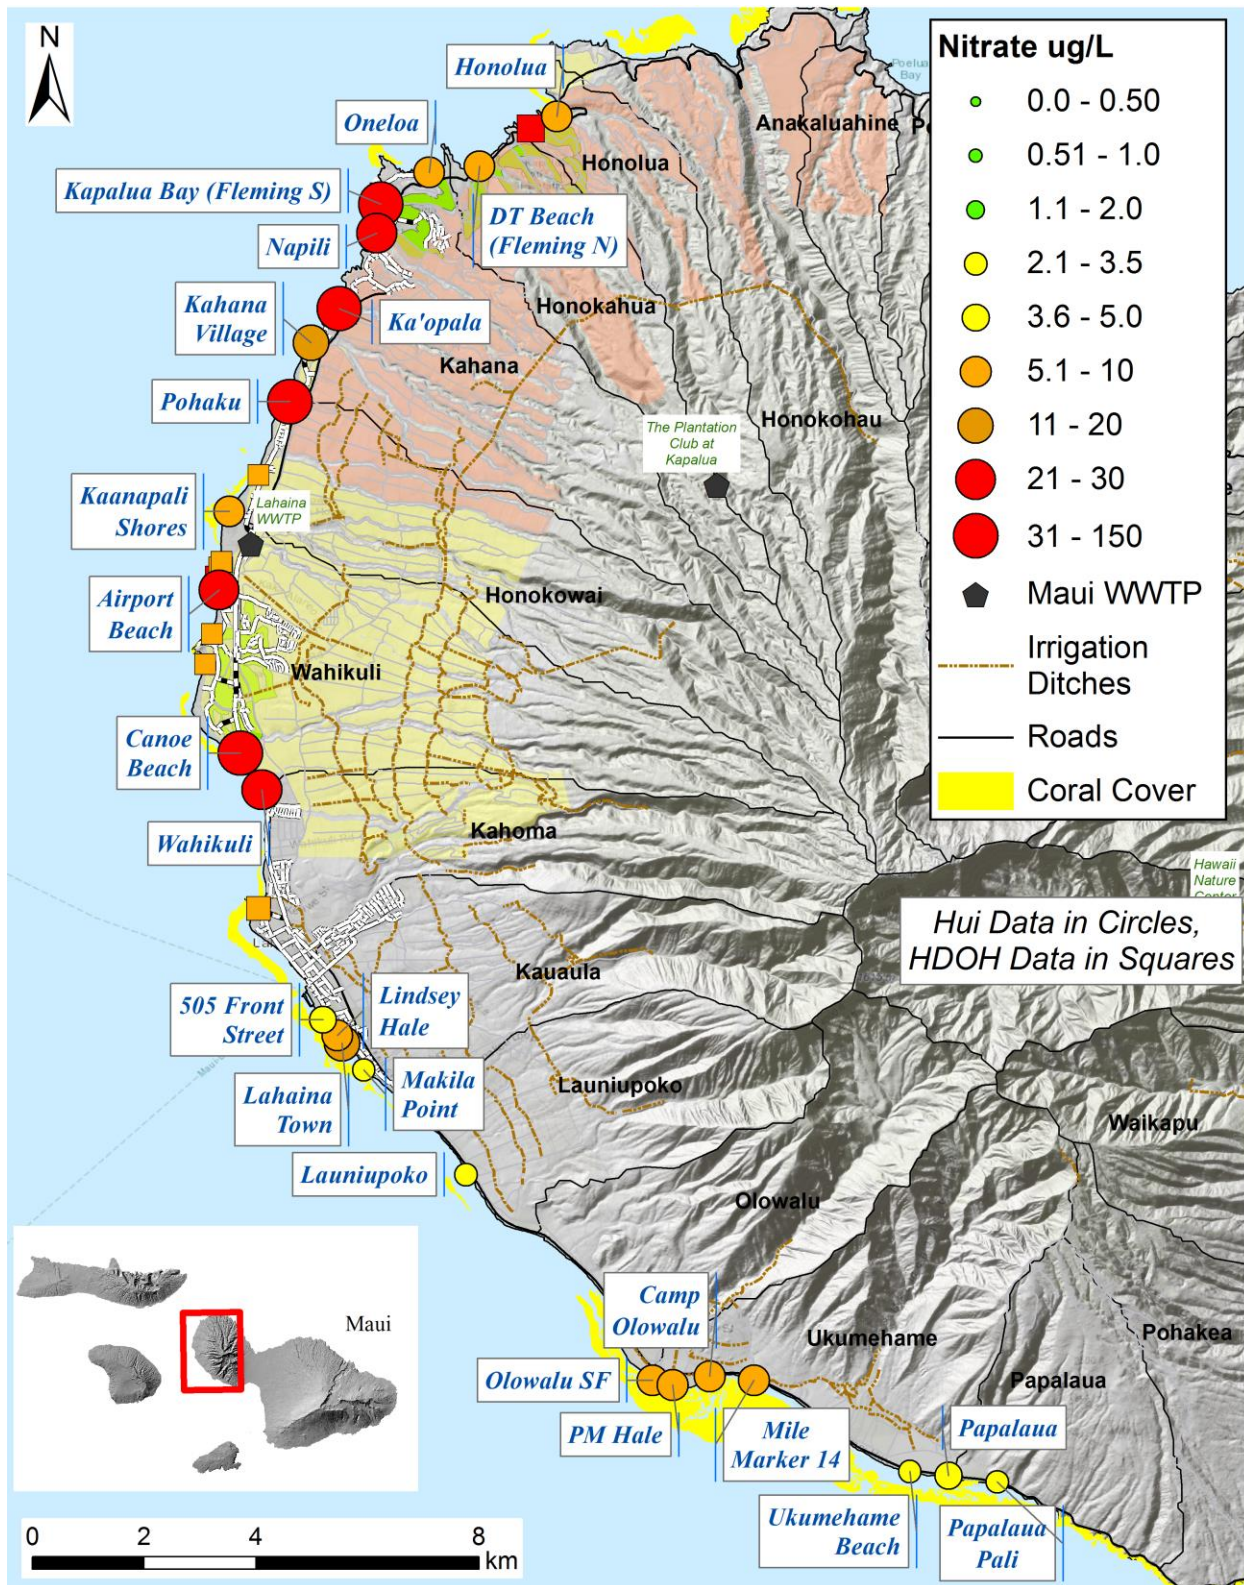 N
Nitrate ug/L
0.0 - 0.50
0.51 - 1.0
1.1 - 2.0
2.1 - 3.5
3.6 - 5.0
5.1 - 10
11 - 20
21 - 30
31 - 150
Maui WWTP
Irrigation
Ditches
Roads
Coral Cover
Poelua
Bay
Honolua
Oneloa
Anakaluahine
Honolua
Kapalua Bay (Fleming S)
DT Beach
(Fleming N)
Napili
Kahana
Village
Ka'opala
Honokahua
Kahana
Pohaku
Honokohau
The Plantation
Club at
Kapalua
Kaanapali
Shores
Lahaina
WWTP
Airport
Beach
Honokowai
Wahikuli
Canoe
Beach
Wahikuli
Kahoma
Hawaii
Nature
Center
Hui Data in Circles,
HDOH Data in Squares
Kauaula
505 Front
Street
Lindsey
Hale
Lahaina
Town
Makila
Point
Launiupoko
Waikapu
Launiupoko
Olowalu
Camp
Olowalu
Ukumehame
Pohakea
Olowalu SF
PM Hale
Mile
Marker 14
Papalaua
Papalaua
Ukumehame
Beach
Papalaua
Pali
Maui
0 2 4 8
km